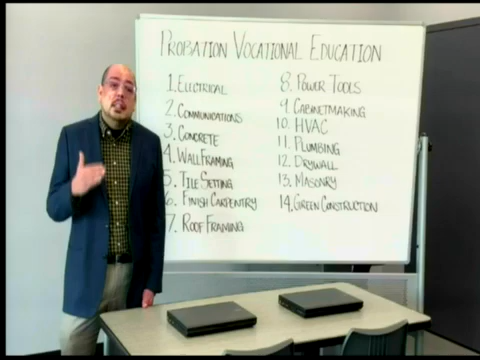 PROBATION VOCATIONAL EDUCATION
1. ELECTRICAL
2. COMMUNICATIONS
3. CONCRETE
4. WALL FRAMING
5. TILE SETTING
6. FINISH CARPENTRY
7. ROOF FRAMING
8. POWER TOOLS
9. CABINETMAKING
10. HVAC
11. PLUMBING
12. DRYWALL
13. MASONRY
14. GREEN CONSTRUCTION